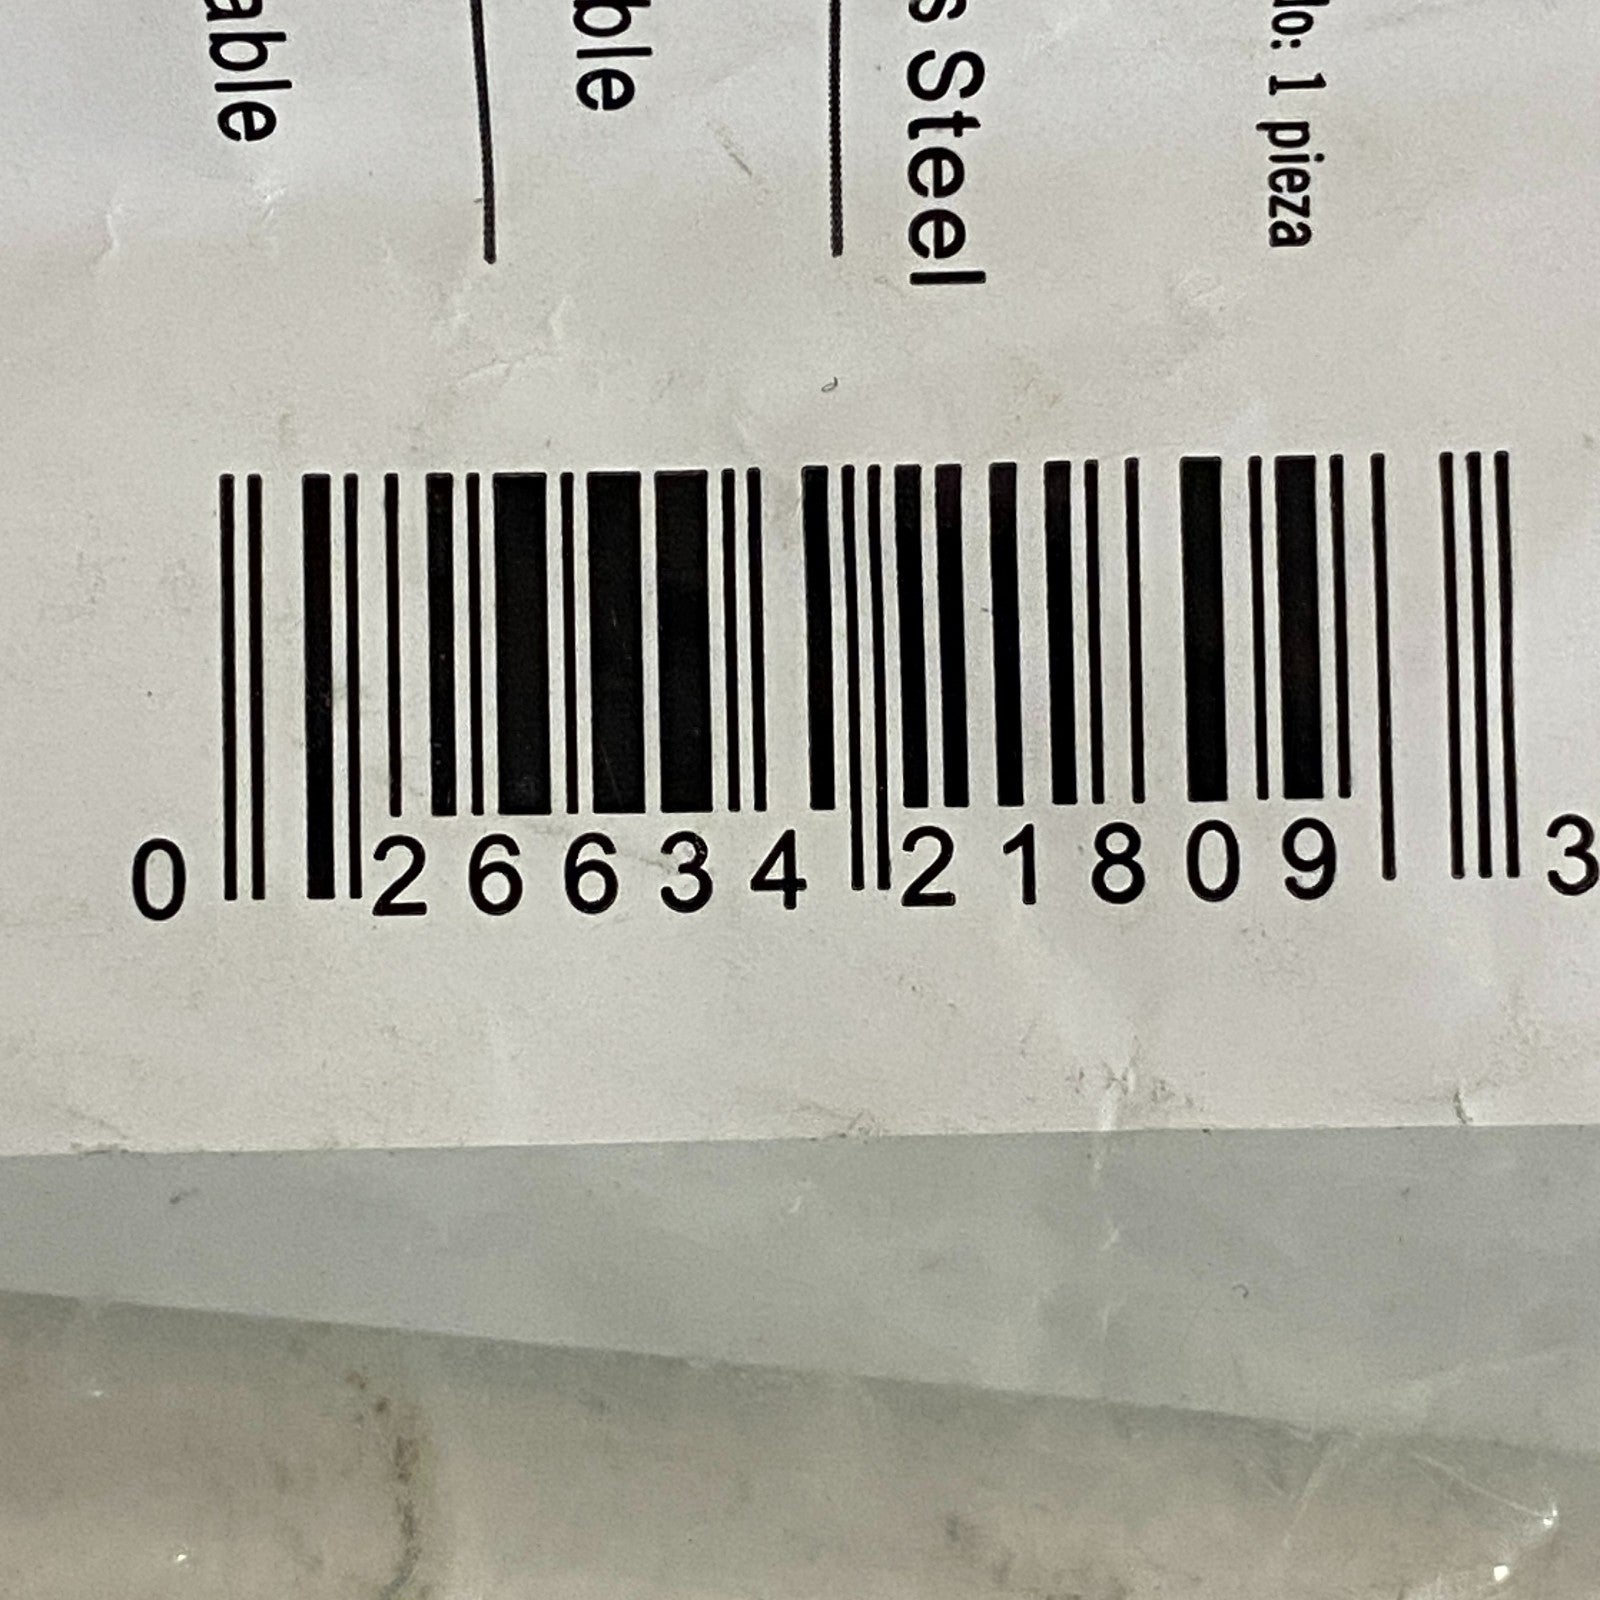 able
ble
s Steel
lo: 1 pieza
0 26634 21809 3